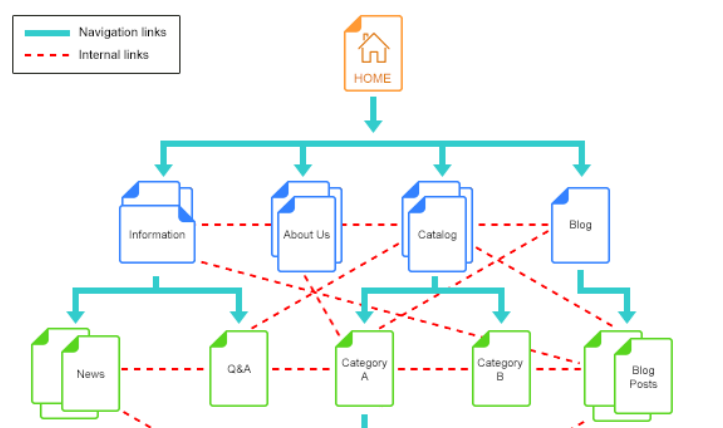 Navigation links
Internal links
HOME
Information
About Us
Catalog
Blog
News
Q&A
Category
A
Category
B
Blog
Posts